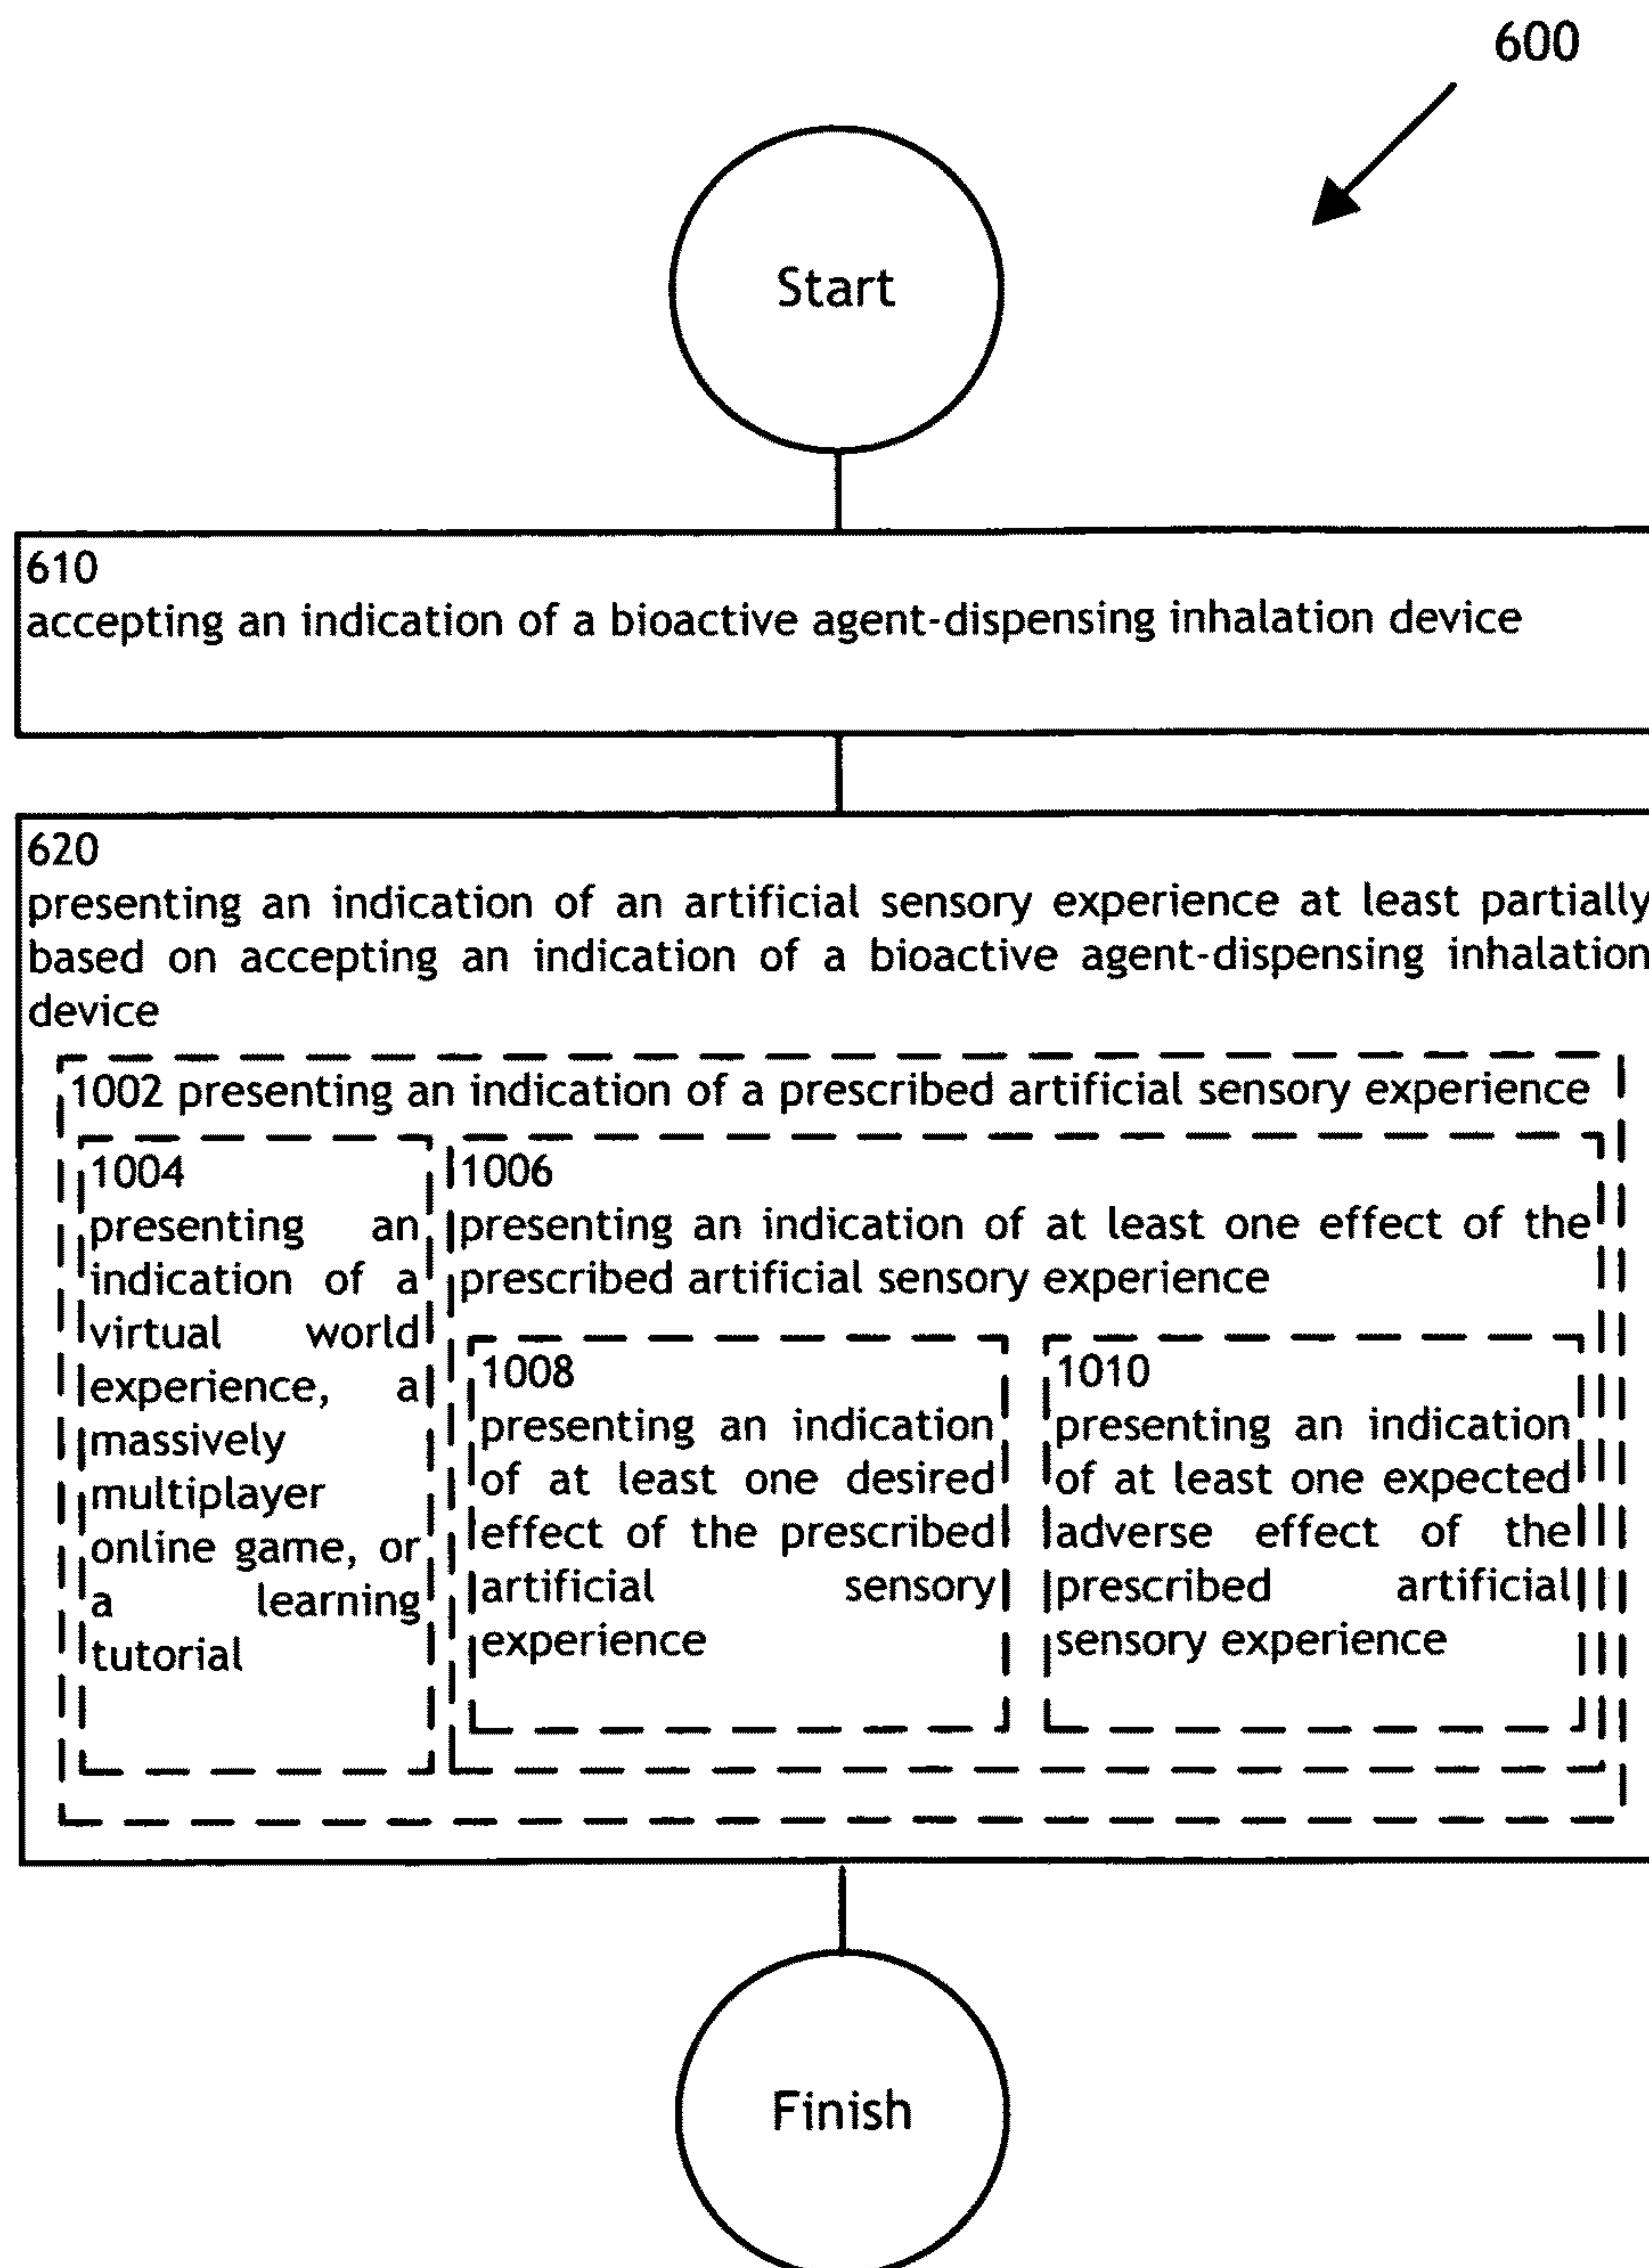 600
Start
610
accepting an indication of a bioactive agent-dispensing inhalation device
620
presenting an indication of an artificial sensory experience at least partially
based on accepting an indication of a bioactive agent-dispensing inhalation
device
1002 presenting an indication of a prescribed artificial sensory experience
1004
presenting an
indication of a
virtual world
experience, a
massively
multiplayer
online game, or
a learning
tutorial
1006
presenting an indication of at least one effect of the
prescribed artificial sensory experience
1008
presenting an indication
of at least one desired
effect of the prescribed
artificial sensory
experience
1010
presenting an indication
of at least one expected
adverse effect of the
prescribed artificial
sensory experience
Finish